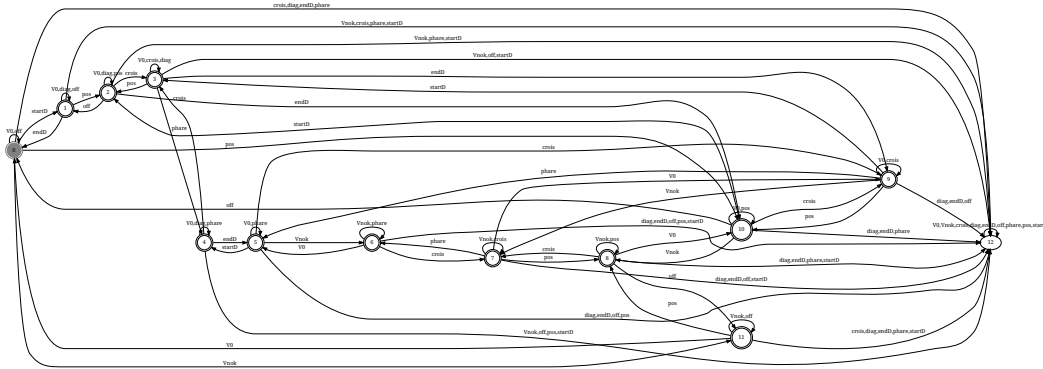 crois,diag,endD,phare
Vnok,crois,phare,startD
Vnok,phare,startD
Vnok,off,startD
V0,crois,diag
V0,diag,pos
crois
pos
endD
startD
V0,diag,off
pos
off
3
2
1
crois
endD
startD
endD
startD
phare
V0,off
pos
crois
V0,crois
phare
V0
Vnok
9
diag,endD,off
off
crois
pos
V0,pos
V0,diag,phare
V0,phare
Vnok,phare
diag,endD,off,pos,startD
V0
diag,endD,phare
V0,Vnok,crois,diag,endD,off,phare,pos,star
4
endD
startD
5
Vnok
V0
6
phare
crois
Vnok,crois
7
crois
pos
Vnok,pos
8
Vnok
10
12
diag,endD,phare,startD
off
diag,endD,off,startD
pos
diag,endD,off,pos
Vnok,off
11
Vnok,off,pos,startD
crois,diag,endD,phare,startD
V0
Vnok